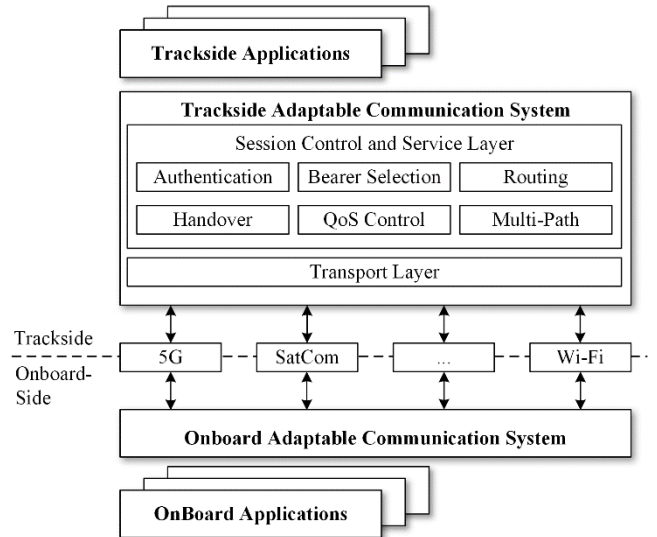 Trackside Applications
Trackside Adaptable Communication System
Session Control and Service Layer
Authentication Bearer Selection Routing
Handover QoS Control Multi-Path
Transport Layer
Trackside
5G SatCom ... Wi-Fi
Onboard-
Side
Onboard Adaptable Communication System
OnBoard Applications